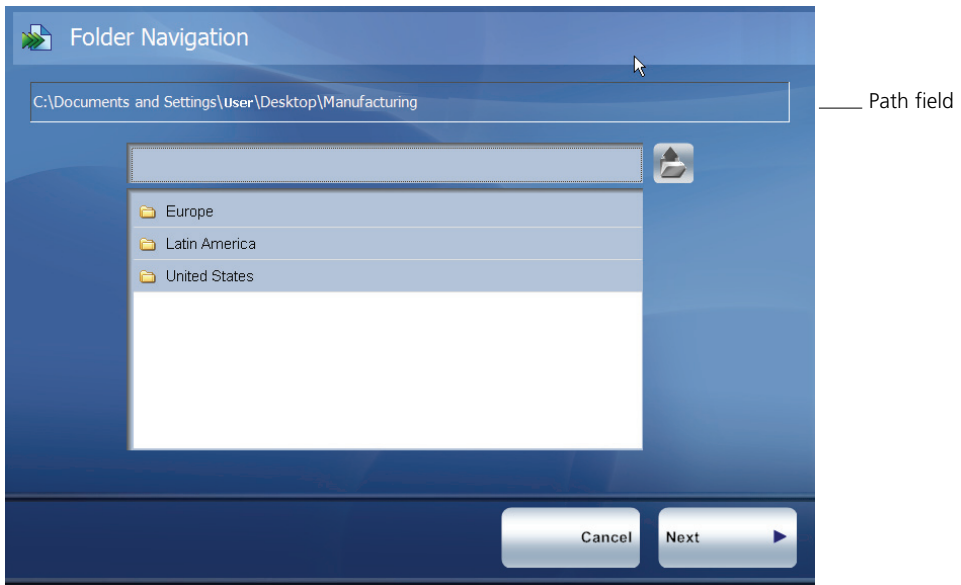 Folder Navigation
C:\Documents and Settings\User\Desktop\Manufacturing
Path field
Europe
Latin America
United States
Cancel
Next